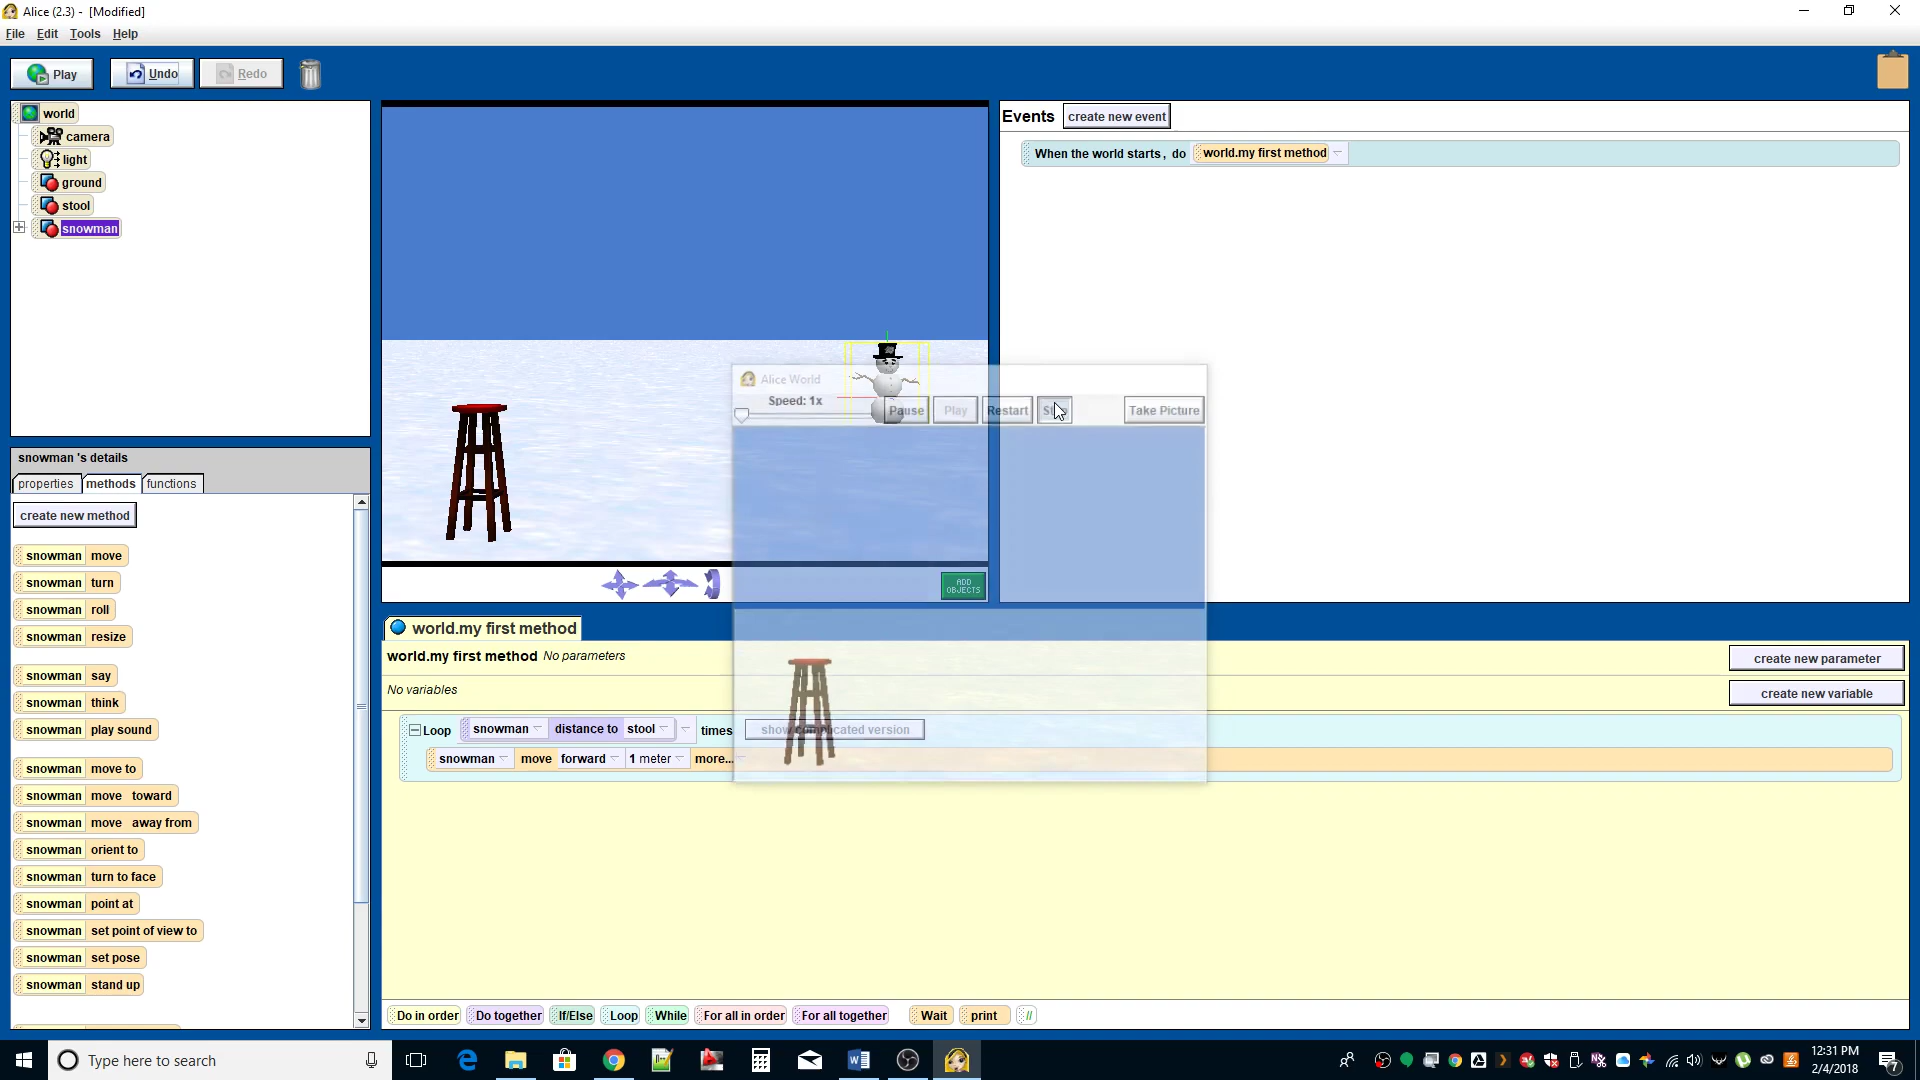 Alice (2.3) -  [Modified]
File Edit Tools Help
Play Undo Redo
world
camera
light
ground
stool
snowman
Events create new event
When the world starts, do world.my first method
Alice World
Speed: 1x
Pause Play Restart Take Picture
ADD OBJECTS
snowman 's details
properties methods functions
create new method
snowman move
snowman turn
snowman roll
snowman resize
snowman say
snowman think
snowman play sound
snowman move to
snowman move toward
snowman move away from
snowman orient to
snowman turn to face
snowman point at
snowman set point of view to
snowman set pose
snowman stand up
world.my first method
world.my first method No parameters
create new parameter
No variables
create new variable
Loop snowman distance to stool times show complicated version
snowman move forward 1 meter more...
Do in order Do together If/Else Loop While For all in order For all together Wait print //
Type here to search
12:31 PM
2/4/2018
7